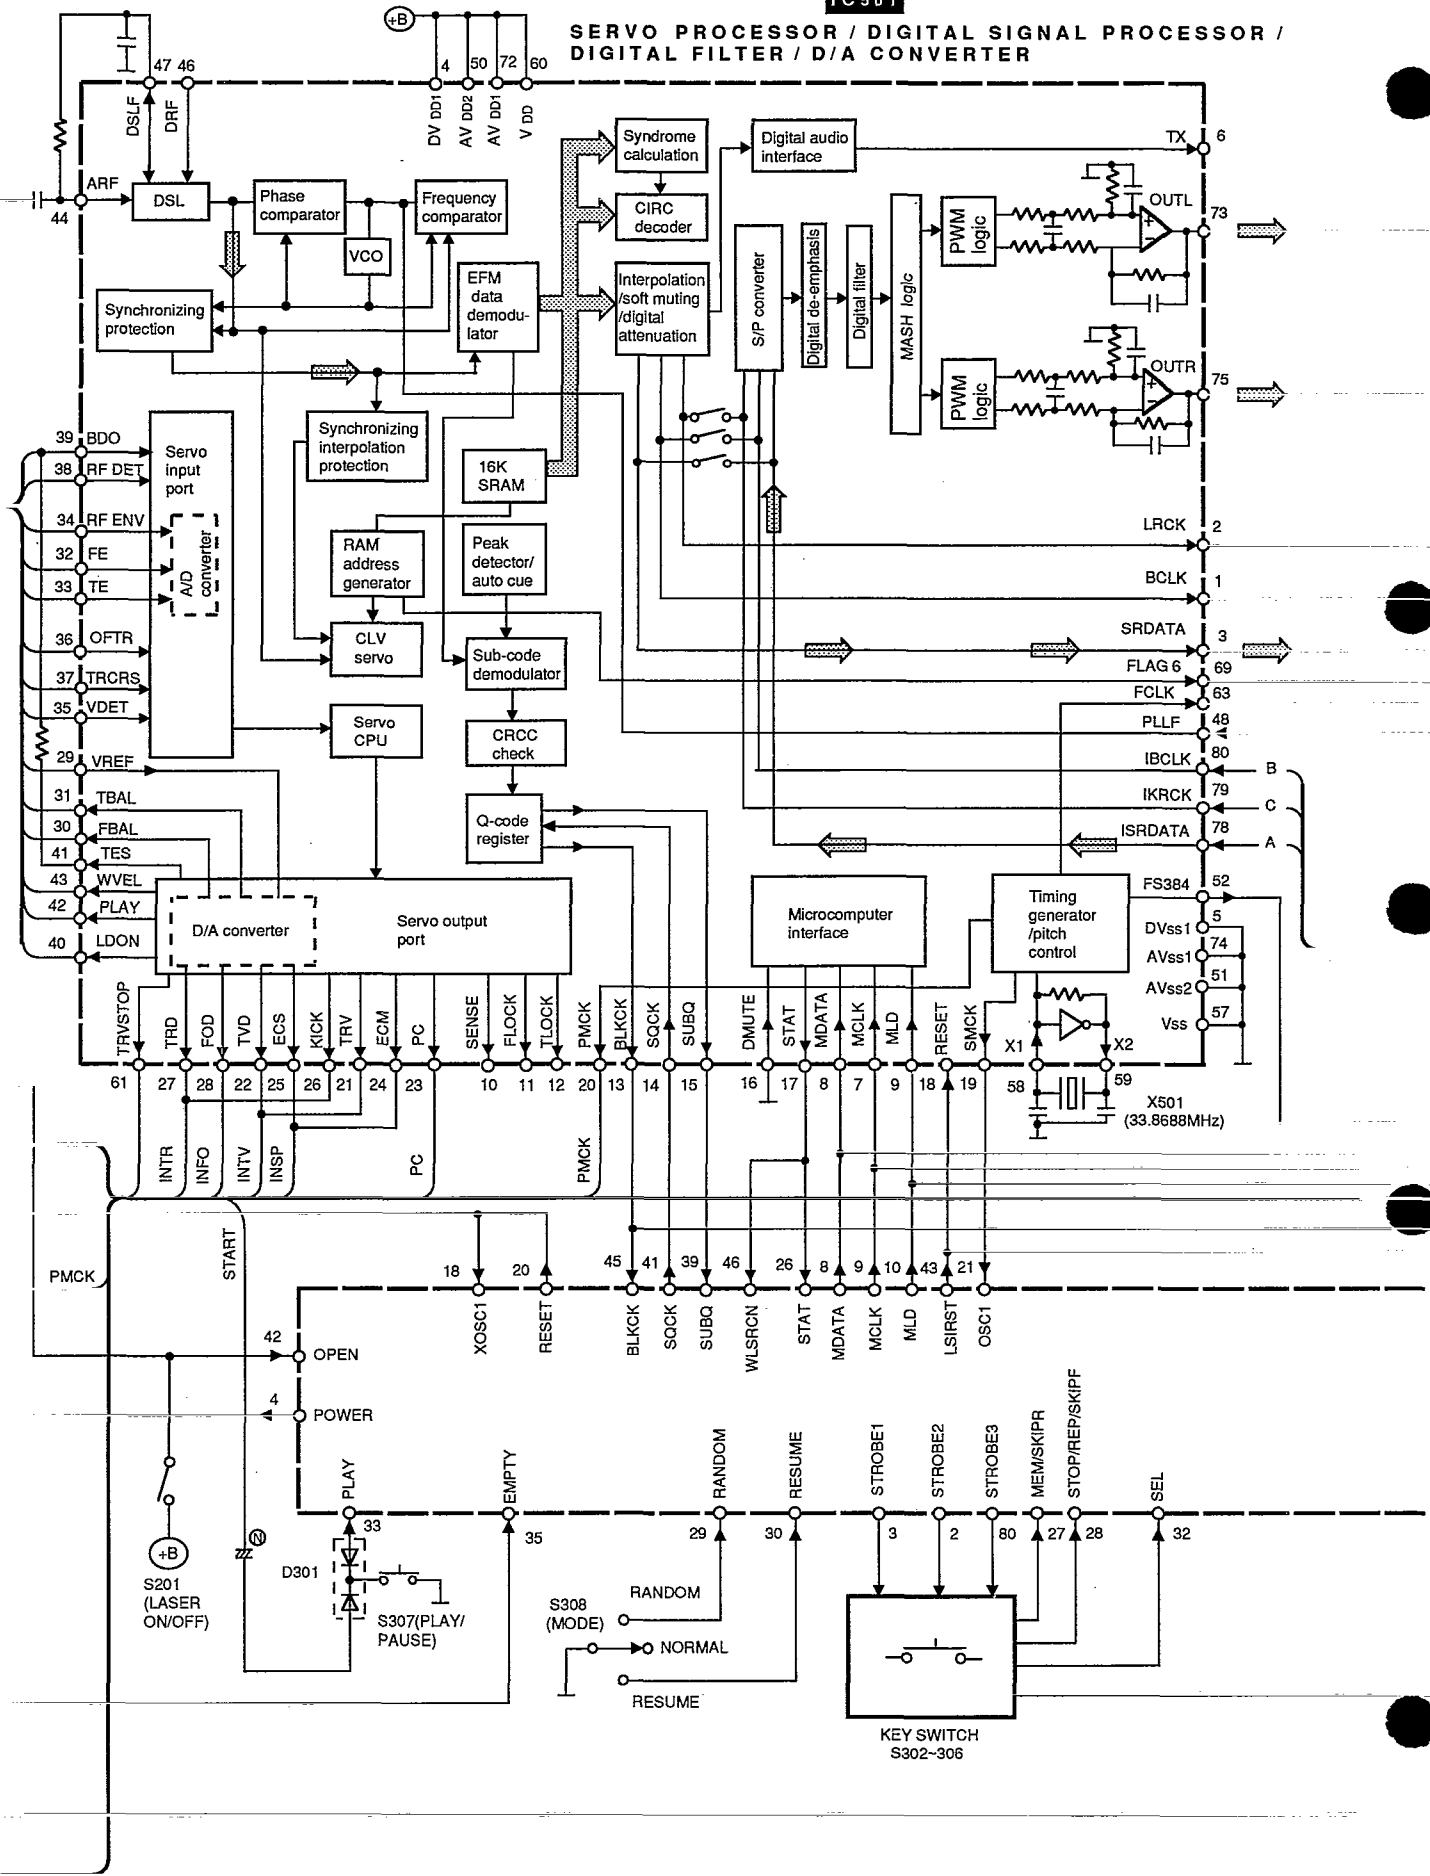 IC501
SERVO PROCESSOR / DIGITAL SIGNAL PROCESSOR /
DIGITAL FILTER / D/A CONVERTER
+B
47 46
4 50 72 60
DSLF
DRF
DV DD1
AV DD2
AV DD1
V DD
ARF
44
DSL
Phase
comparator
Frequency
comparator
VCO
Synchronizing
protection
EFM
data
demodu-
lator
Syndrome
calculation
CIRC
decoder
Digital audio
interface
Interpolation
/soft muting
/digital
attenuation
S/P converter
Digital de-emphasis
Digital filter
MASH logic
PWM
logic
PWM
logic
TX
6
OUTL
73
OUTR
75
+
−
+
−
39 BDO
38 RF DET
34 RF ENV
32 FE
33 TE
36 OFTR
37 TRCRS
35 VDET
29 VREF
31 TBAL
30 FBAL
41 TES
43 WVEL
42 PLAY
40 LDON
Servo
input
port
A/D
converter
Synchronizing
interpolation
protection
16K
SRAM
RAM
address
generator
Peak
detector/
auto cue
CLV
servo
Sub-code
demodulator
Servo
CPU
CRCC
check
Q-code
register
D/A converter
Servo output
port
Microcomputer
interface
Timing
generator
/pitch
control
LRCK 2
BCLK 1
SRDATA 3
FLAG 6 69
FCLK 63
PLLF 48
IBCLK 80 B
IKRCK 79 C
ISRDATA 78 A
FS384 52
DVss1 5
AVss1 74
AVss2 51
Vss 57
TRVSTOP
TRD
FOD
TVD
ECS
KICK
TRV
ECM
PC
SENSE
FLOCK
TLOCK
PMCK
BLKCK
SQCK
SUBQ
DMUTE
STAT
MDATA
MCLK
MLD
RESET
SMCK
X1
X2
61 27 28 22 25 26 21 24 23 10 11 12 20 13 14 15 16 17 8 7 9 18 19 58 59
X501
(33.8688MHz)
INTR
INFO
INTV
INSP
PC
PMCK
PMCK
START
18 20 45 41 39 46 26 8 9 10 43 21
XOSC1
RESET
BLKCK
SQCK
SUBQ
WLSRCN
STAT
MDATA
MCLK
MLD
LSIRST
OSC1
42
OPEN
4
POWER
PLAY
EMPTY
RANDOM
RESUME
STROBE1
STROBE2
STROBE3
MEM/SKIPR
STOP/REP/SKIPF
SEL
33 35 29 30 3 2 80 27 28 32
N
+B
S201
(LASER
ON/OFF)
D301
S307(PLAY/
PAUSE)
S308
(MODE)
RANDOM
NORMAL
RESUME
KEY SWITCH
S302~306